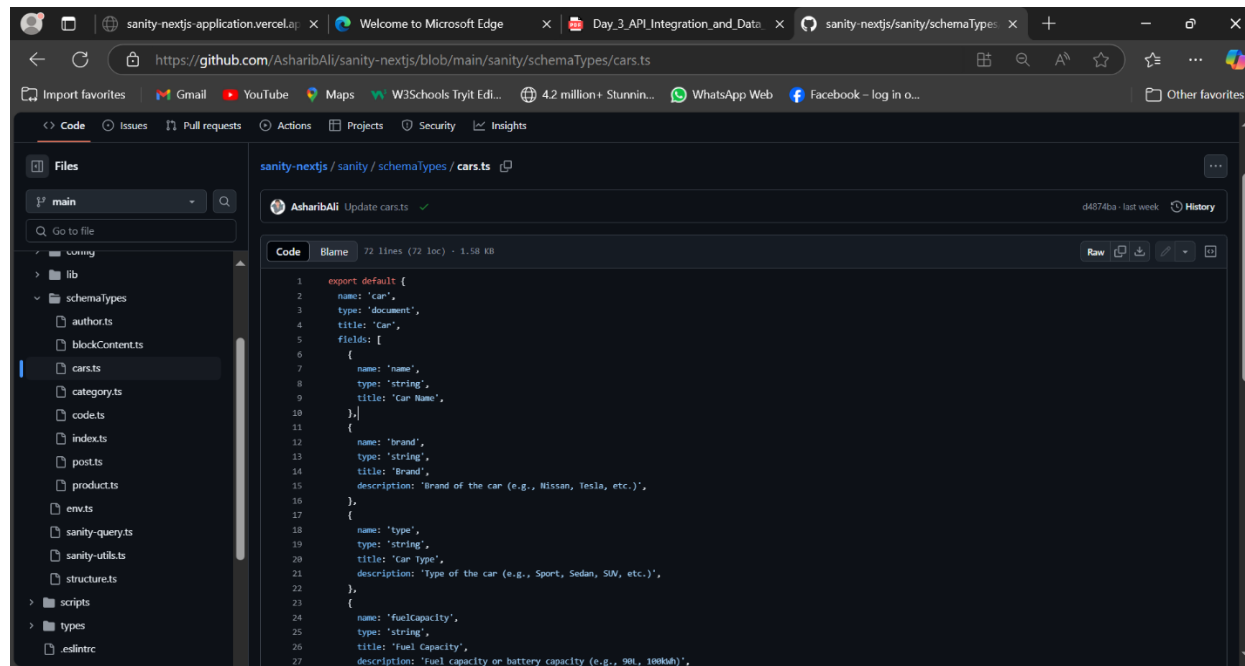 sanity-nextjs-application.vercel.ap
Welcome to Microsoft Edge
Day_3_API_Integration_and_Data_
sanity-nextjs/sanity/schemaTypes
https://github.com/AsharibAli/sanity-nextjs/blob/main/sanity/schemaTypes/cars.ts
Import favorites Gmail YouTube Maps W3Schools Tryit Edi... 4.2 million+ Stunnin... WhatsApp Web Facebook – log in o... Other favorites
Code Issues Pull requests Actions Projects Security Insights
Files
main
Go to file
config
lib
schemaTypes
author.ts
blockContent.ts
cars.ts
category.ts
code.ts
index.ts
post.ts
product.ts
env.ts
sanity-query.ts
sanity-utils.ts
structure.ts
scripts
types
.eslintrc
sanity-nextjs / sanity / schemaTypes / cars.ts
AsharibAli Update cars.ts d4874ba · last week History
Code Blame 72 lines (72 loc) · 1.58 KB Raw
1 export default {
2 name: 'car',
3 type: 'document',
4 title: 'Car',
5 fields: [
6 {
7 name: 'name',
8 type: 'string',
9 title: 'Car Name',
10 },
11 {
12 name: 'brand',
13 type: 'string',
14 title: 'Brand',
15 description: 'Brand of the car (e.g., Nissan, Tesla, etc.)',
16 },
17 {
18 name: 'type',
19 type: 'string',
20 title: 'Car Type',
21 description: 'Type of the car (e.g., Sport, Sedan, SUV, etc.)',
22 },
23 {
24 name: 'fuelCapacity',
25 type: 'string',
26 title: 'Fuel Capacity',
27 description: 'Fuel capacity or battery capacity (e.g., 90L, 100kWh)',